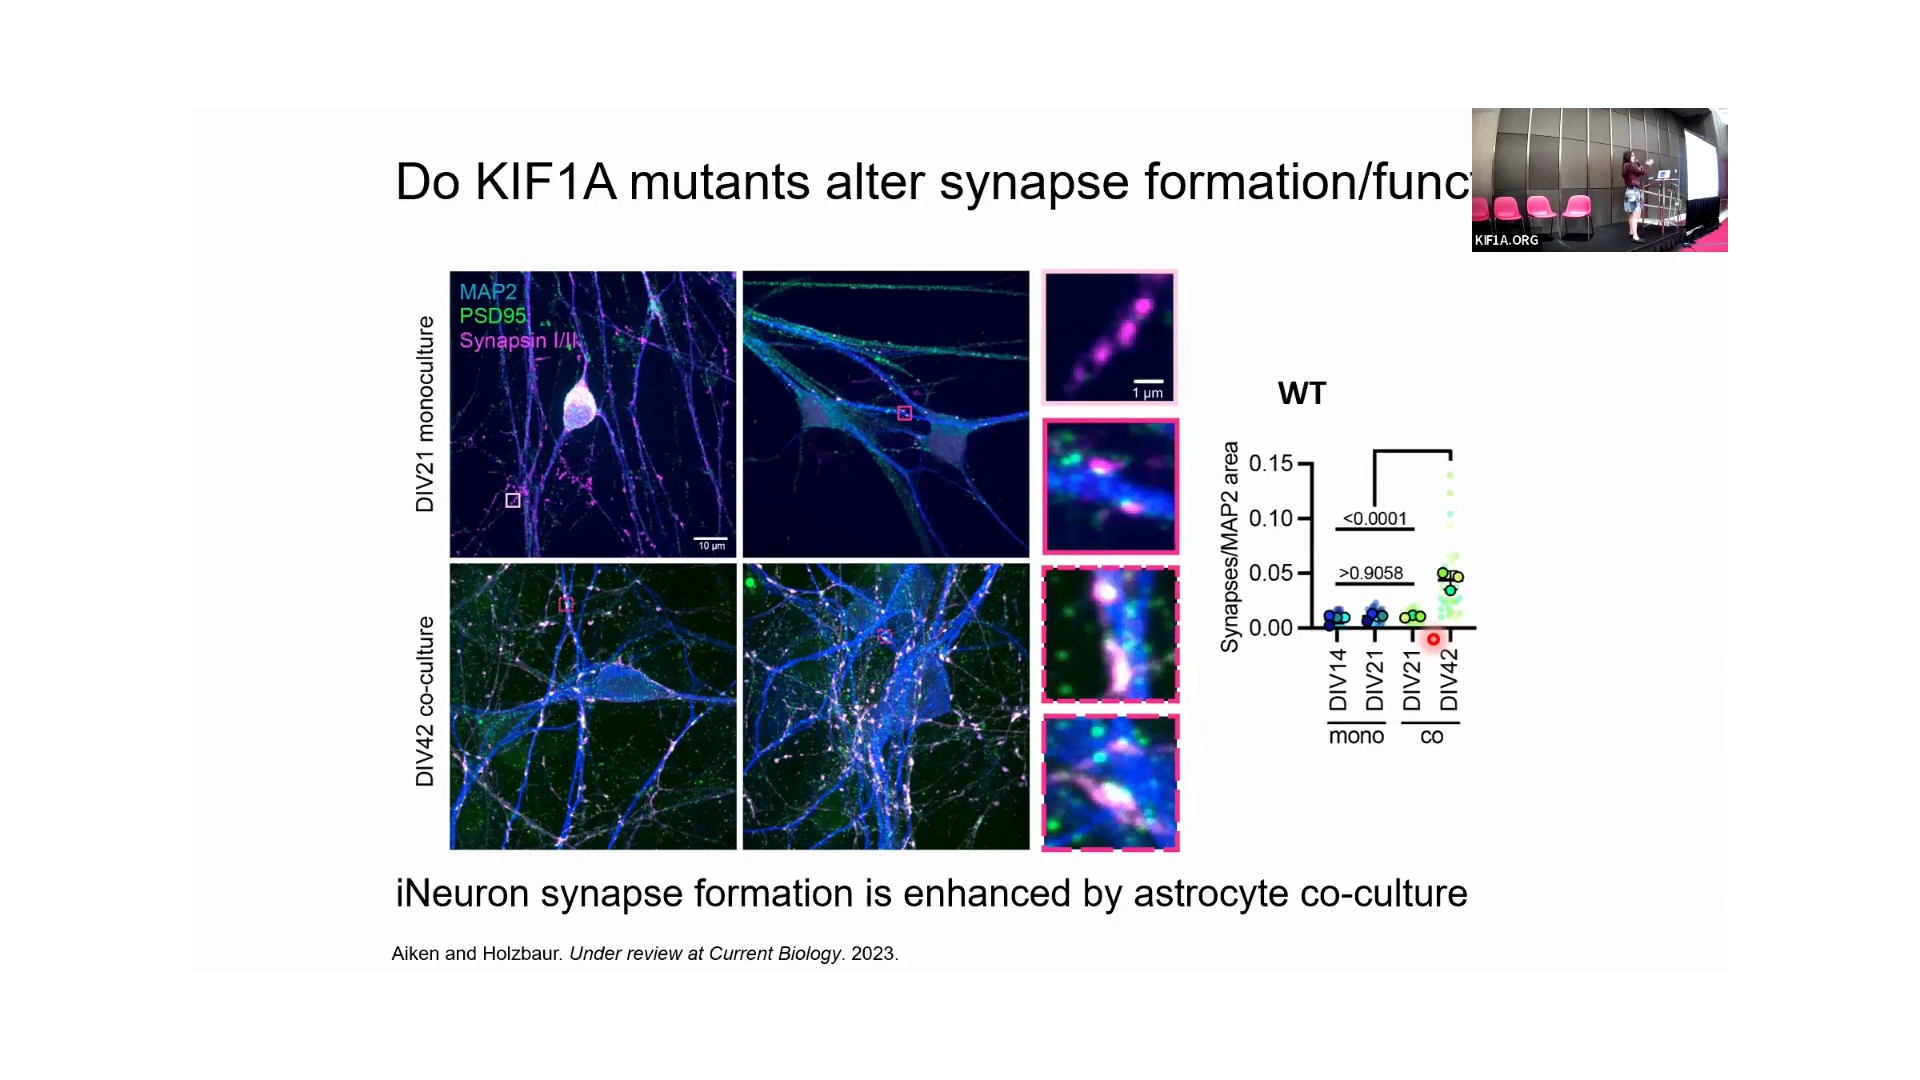 Do KIF1A mutants alter synapse formation/funct
KIF1A.ORG
MAP2
PSD95
Synapsin I/II
DIV21 monoculture
10 µm
1 µm
DIV42 co-culture
WT
Synapses/MAP2 area
0.15
0.10
0.05
0.00
<0.0001
>0.9058
DIV14
DIV21
DIV21
DIV42
mono
co
iNeuron synapse formation is enhanced by astrocyte co-culture
Aiken and Holzbaur. Under review at Current Biology. 2023.